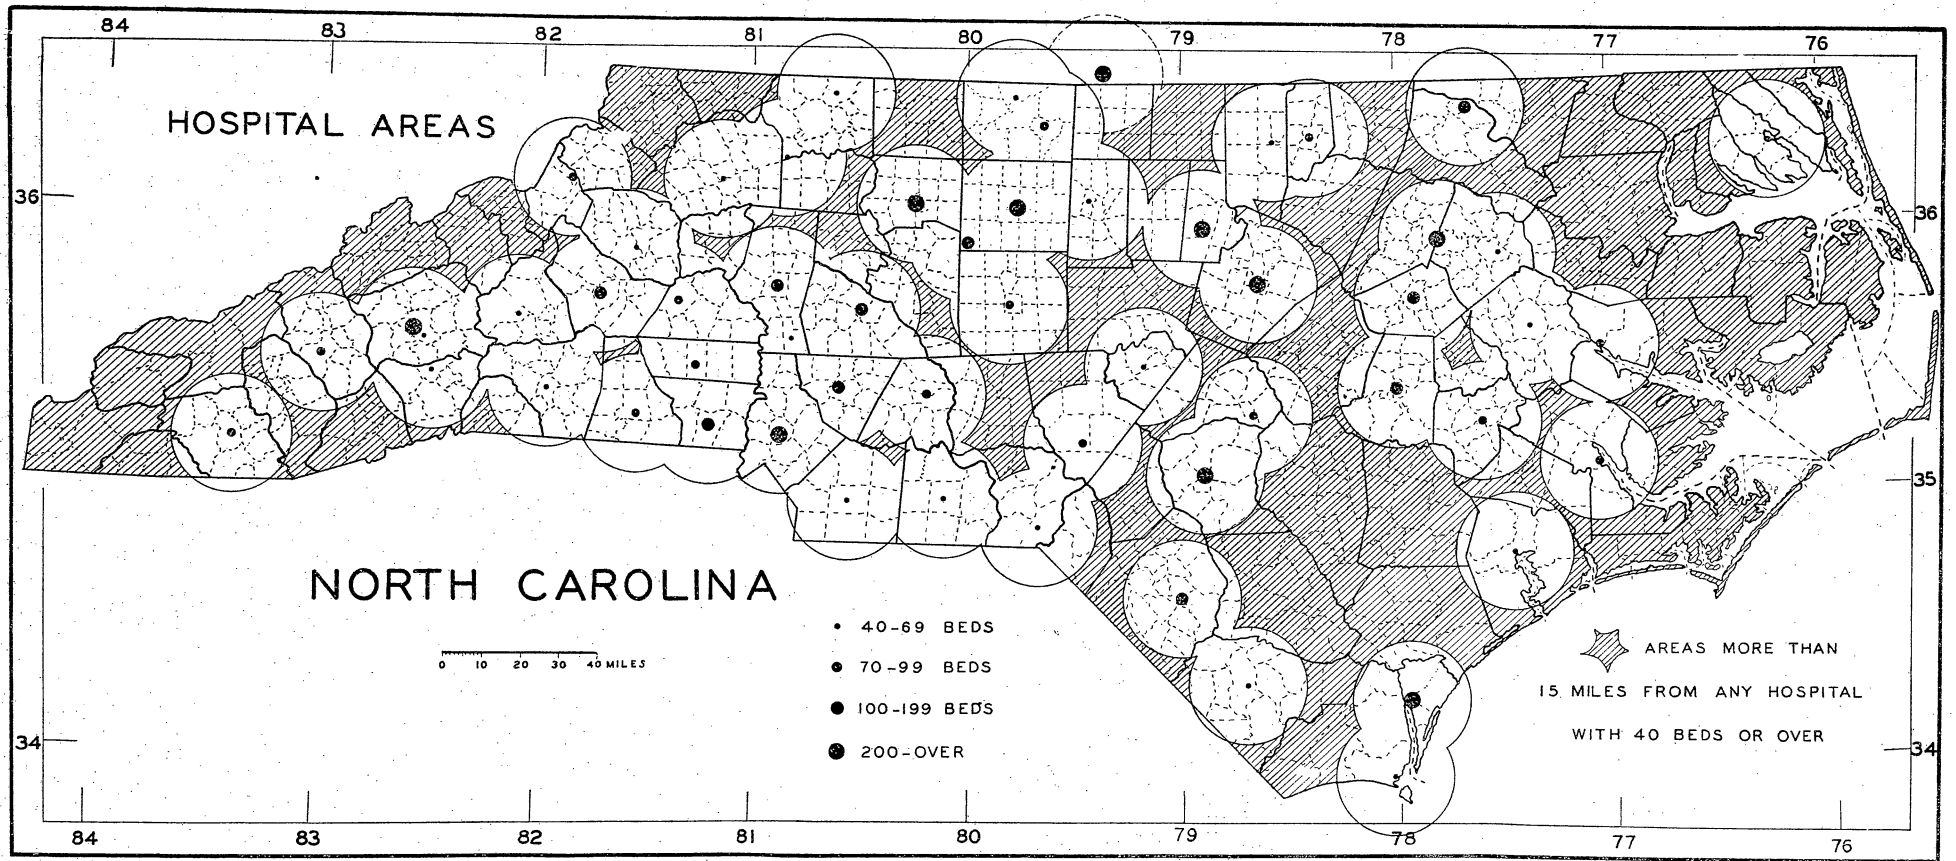 84 83 82 81 80 79 78 77 76
HOSPITAL AREAS
36 36
35
NORTH CAROLINA
40-69 BEDS
0 10 20 30 40 MILES
70-99 BEDS
100-199 BEDS
200-OVER
AREAS MORE THAN
15 MILES FROM ANY HOSPITAL
WITH 40 BEDS OR OVER
34 34
84 83 82 81 80 79 78 77 76